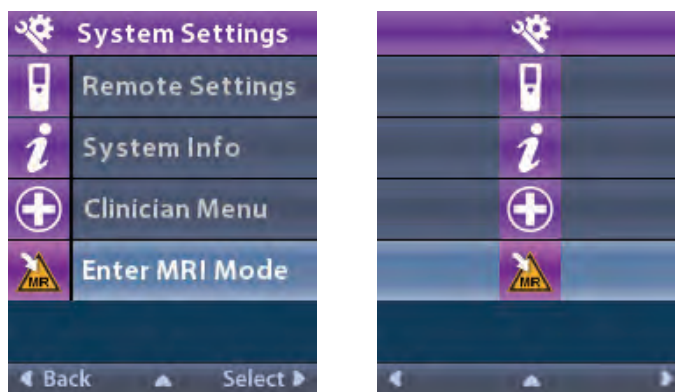 System Settings
Remote Settings
System Info
Clinician Menu
MR
Enter MRI Mode
Back Select
MR